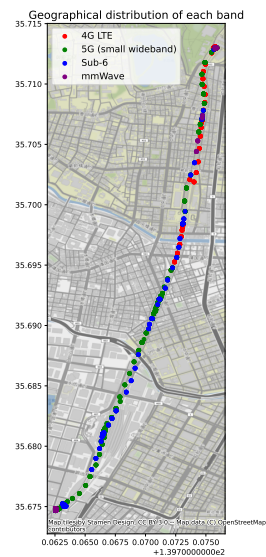 Geographical distribution of each band
4G LTE
5G (small wideband)
Sub-6
mmWave
35.715
35.710
35.705
35.700
35.695
35.690
35.685
35.680
35.675
Map tiles by Stamen Design, CC BY 3.0 -- Map data (C) OpenStreetMap
contributors
0.0625 0.0650 0.0675 0.0700 0.0725 0.0750
+1.3970000000e2